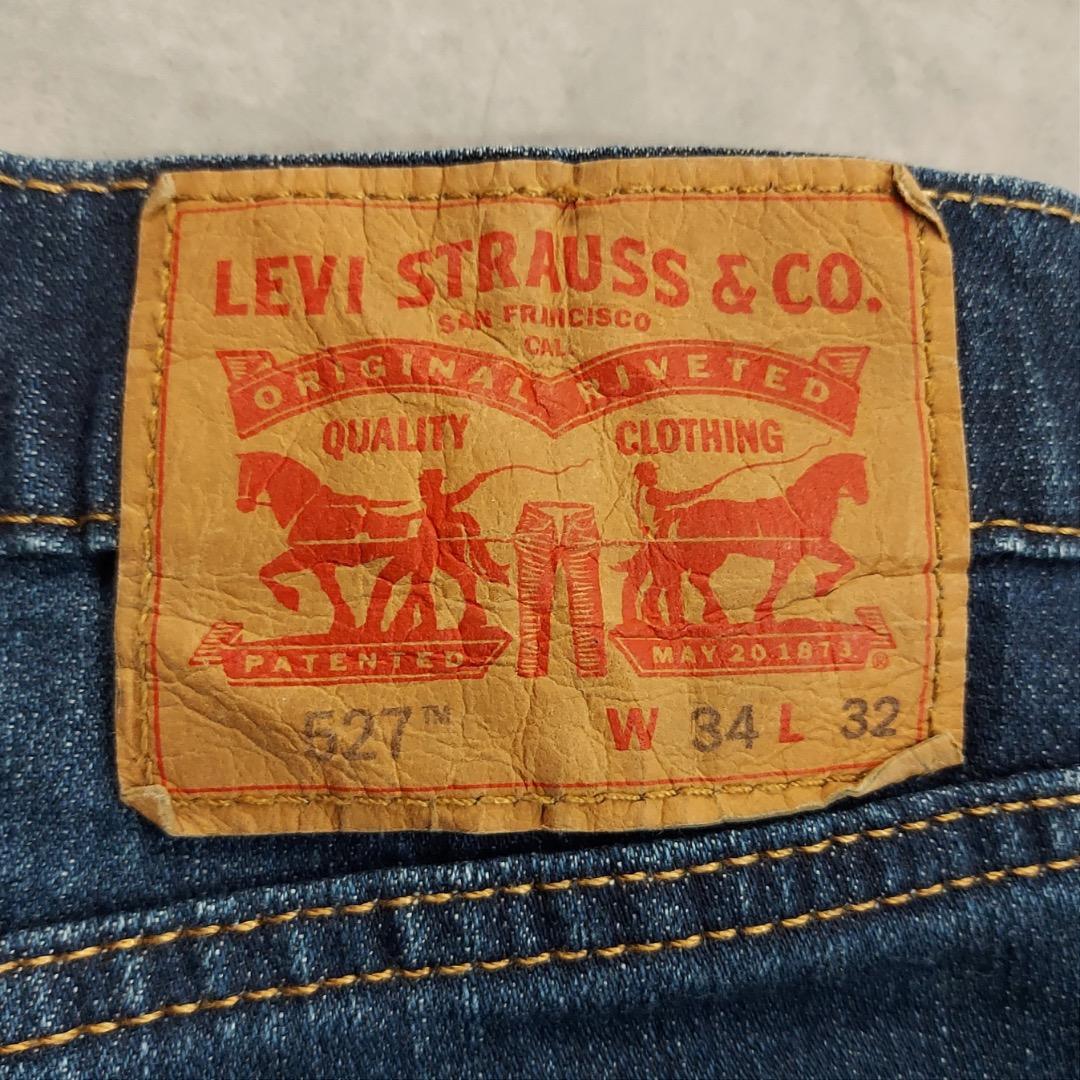 LEVI STRAUSS & CO.
SAN FRANCISCO
CAL.
ORIGINAL RIVETED
QUALITY CLOTHING
PATENTED MAY 20 1873 ®
527™ W 34 L 32